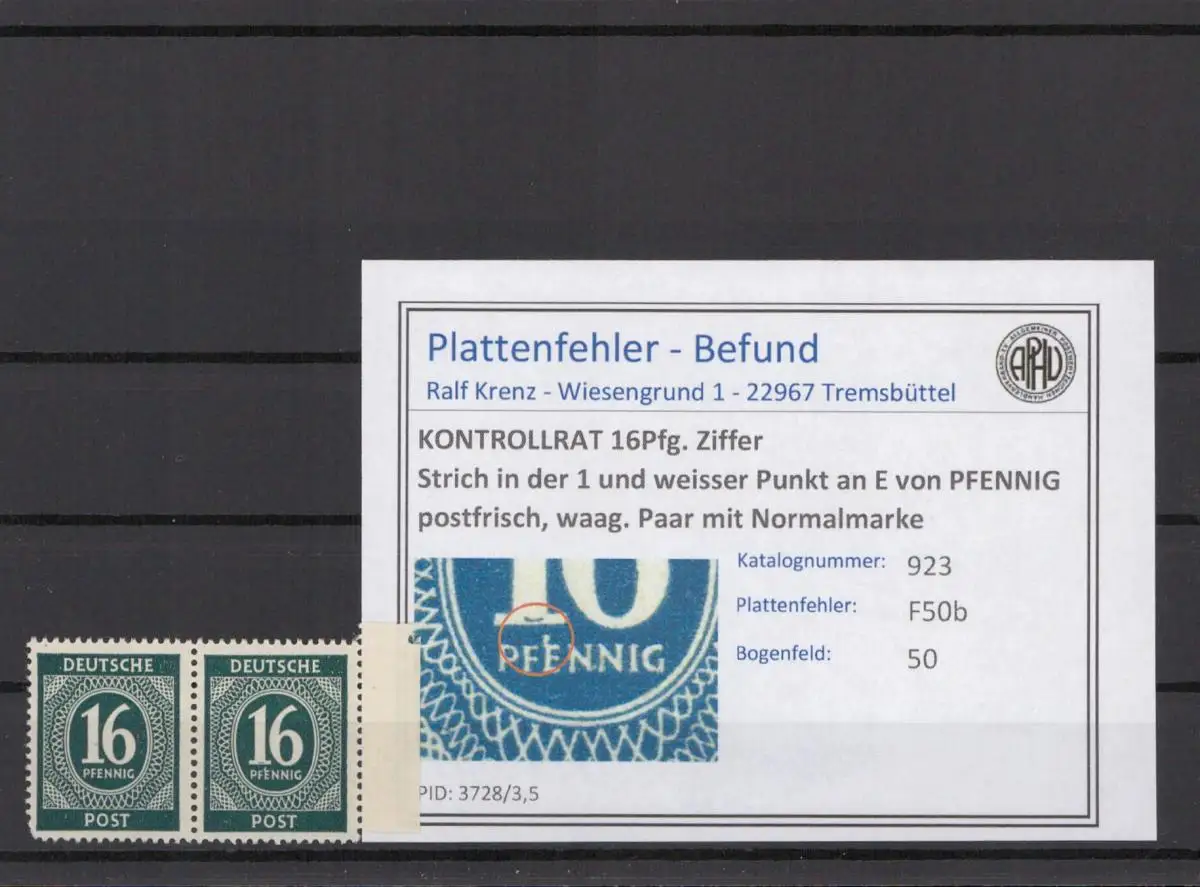 Plattenfehler - Befund
Ralf Krenz - Wiesengrund 1 - 22967 Tremsbüttel
APHV
KONTROLLRAT 16Pfg. Ziffer
Strich in der 1 und weisser Punkt an E von PFENNIG
postfrisch, waag. Paar mit Normalmarke
16
PFENNIG
Katalognummer: 923
Plattenfehler: F50b
Bogenfeld: 50
PID: 3728/3,5
DEUTSCHE
16
PFENNIG
POST
DEUTSCHE
16
PFENNIG
POST